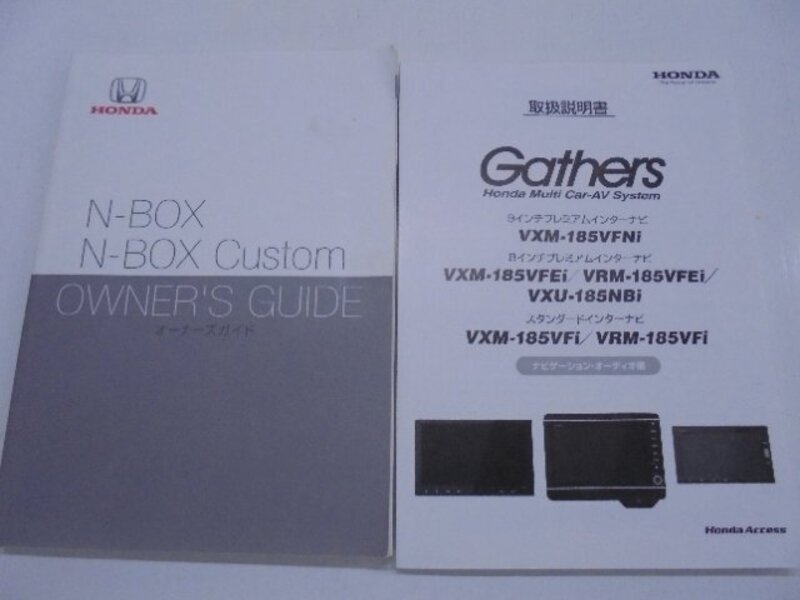 HONDA
N-BOX
N-BOX Custom
OWNER'S GUIDE
オーナーズガイド
HONDA
The Power of Dreams
取扱説明書
Gathers
Honda Multi Car-AV System
9インチプレミアムインターナビ
VXM-185VFNi
8インチプレミアムインターナビ
VXM-185VFEi/VRM-185VFEi/
VXU-185NBi
スタンダードインターナビ
VXM-185VFi/VRM-185VFi
ナビゲーション・オーディオ編
Honda Access